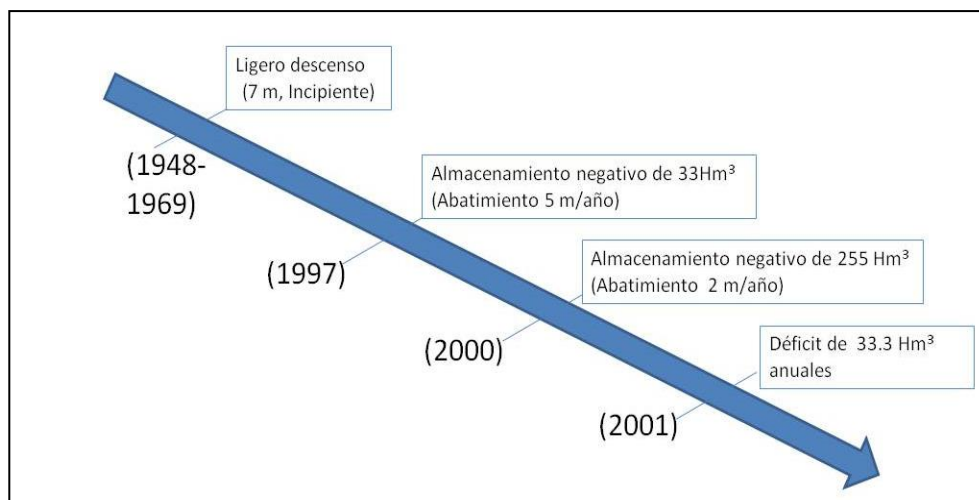 Ligero descenso
(7 m, Incipiente)
(1948-
1969)
Almacenamiento negativo de 33Hm³
(Abatimiento 5 m/año)
(1997)
Almacenamiento negativo de 255 Hm³
(Abatimiento 2 m/año)
(2000)
Déficit de 33.3 Hm³
anuales
(2001)